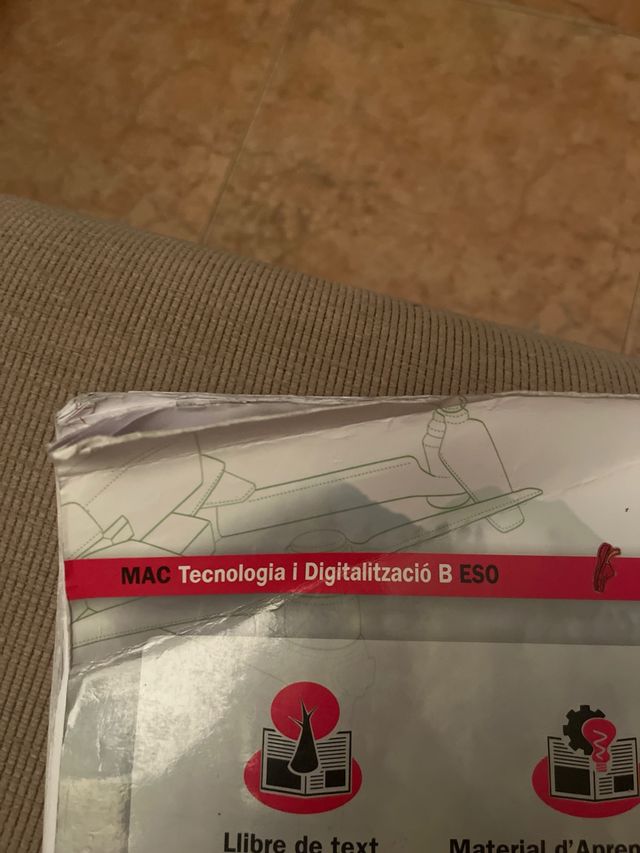 MAC Tecnologia i Digitalització B ESO
Llibre de text
Material d'Apren